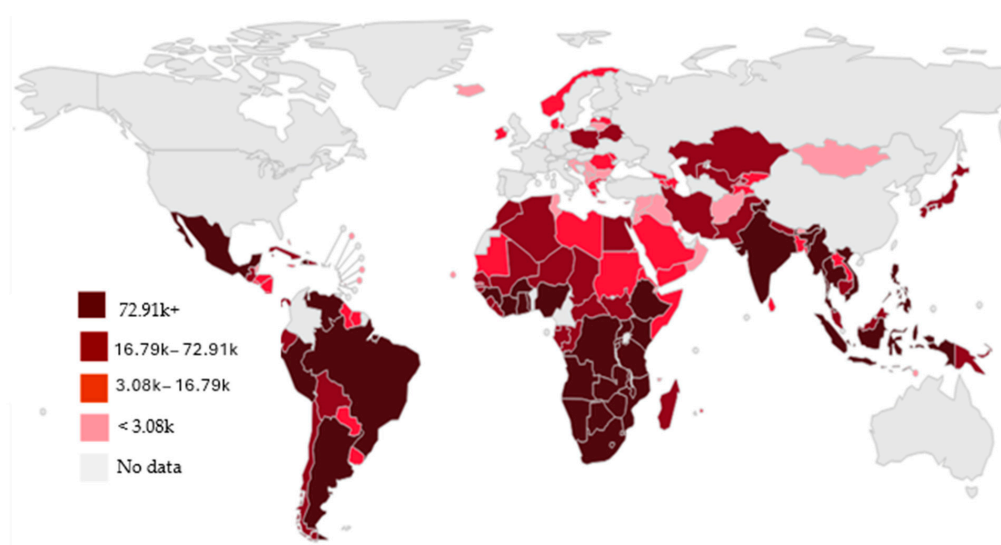 72.91k+
16.79k–72.91k
3.08k–16.79k
< 3.08k
No data